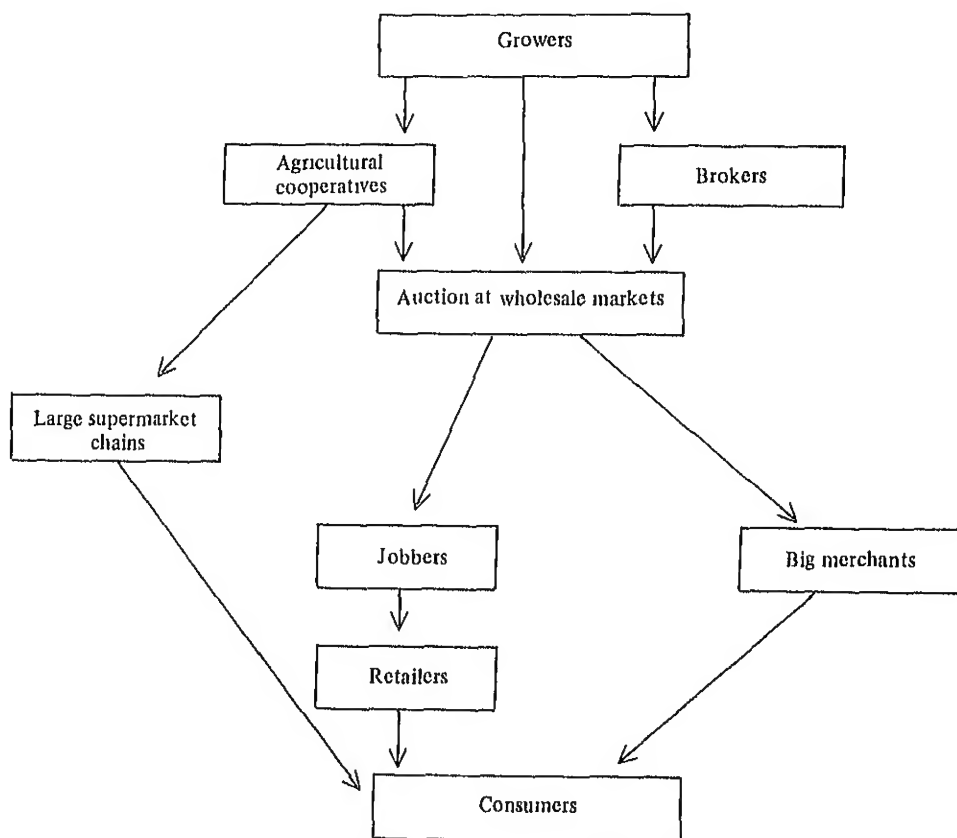 Growers
Agricultural
cooperatives
Brokers
Auction at wholesale markets
Large supermarket
chains
Jobbers
Big merchants
Retailers
Consumers